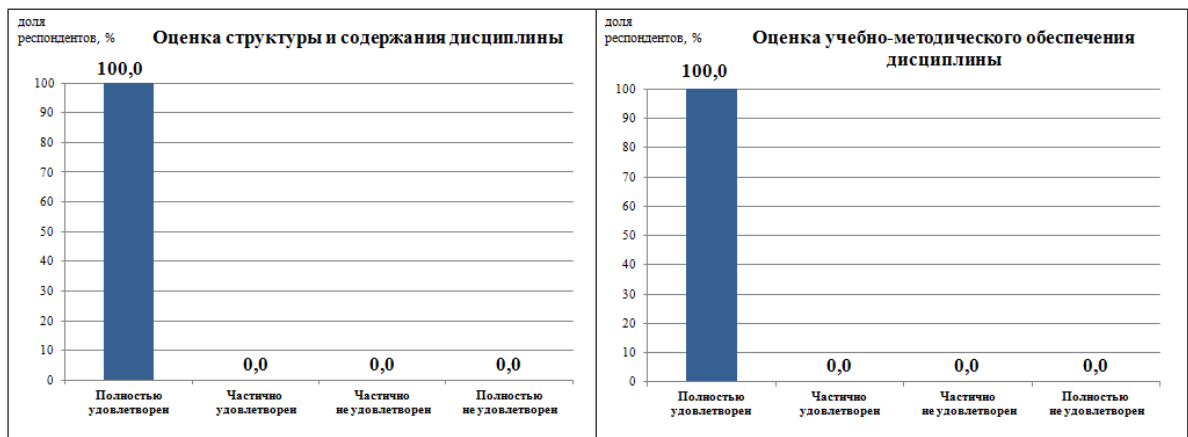 доля
респондентов, %
Оценка структуры и содержания дисциплины
100,0
100
90
80
70
60
50
40
30
20
10
0
0,0
0,0
0,0
Полностью
удовлетворен
Частично
удовлетворен
Частично
не удовлетворен
Полностью
не удовлетворен
доля
респондентов, %
Оценка учебно-методического обеспечения
дисциплины
100,0
100
90
80
70
60
50
40
30
20
10
0
0,0
0,0
0,0
Полностью
удовлетворен
Частично
удовлетворен
Частично
не удовлетворен
Полностью
не удовлетворен